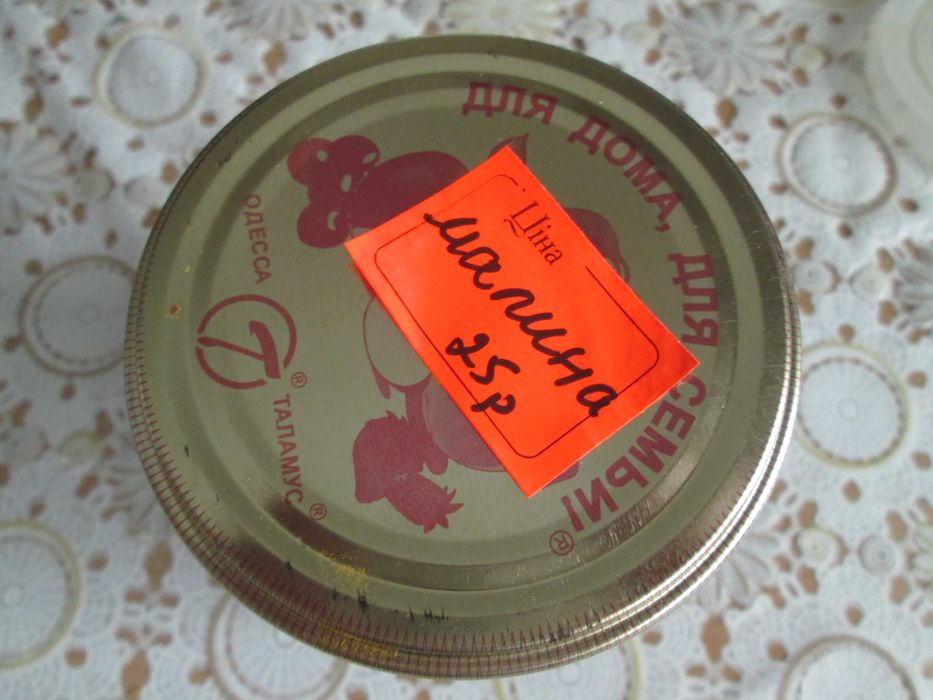 ДЛЯ ДОМА, ДЛЯ СЕМЬИ!®
Ціна
малина
25р
ОДЕССА
® ТАЛАМУС ®